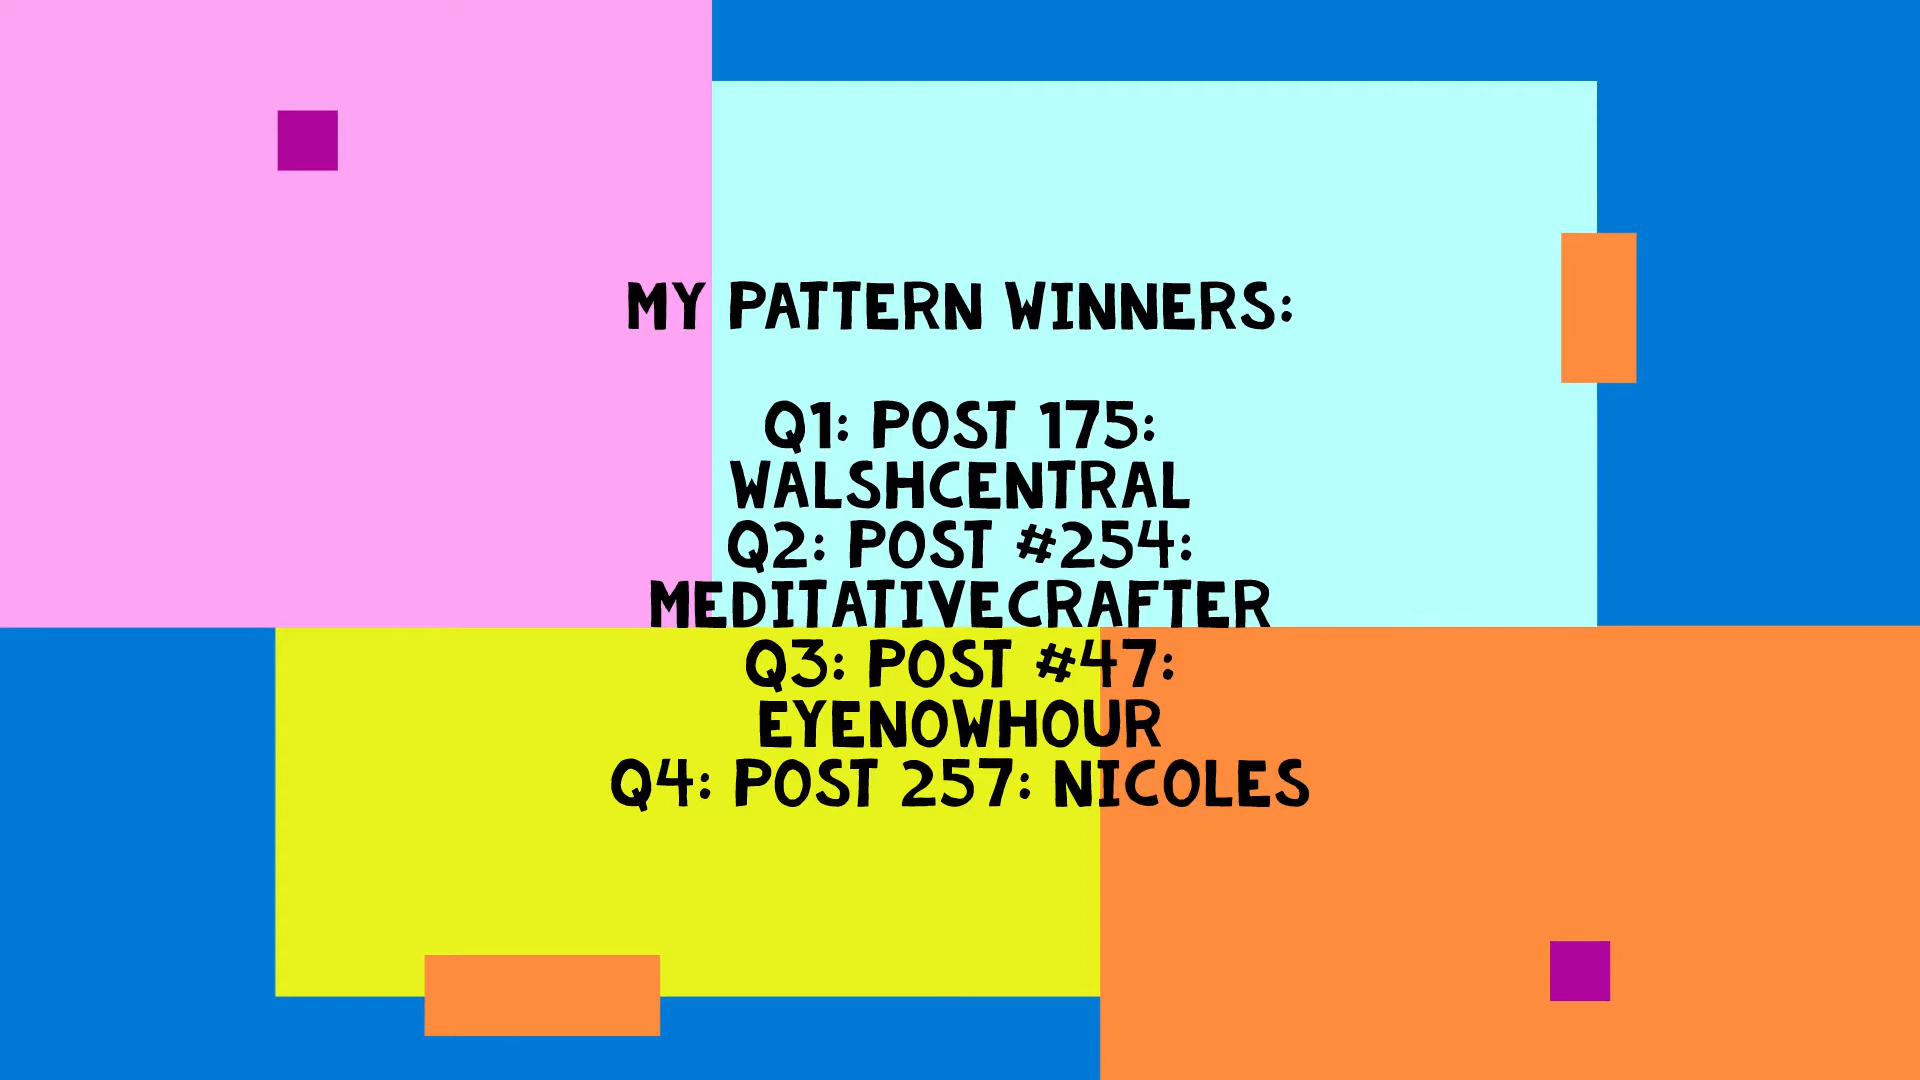 MY PATTERN WINNERS:
Q1: POST 175:
WALSHCENTRAL
Q2: POST #254:
MEDITATIVECRAFTER
Q3: POST #47:
EYENOWHOUR
Q4: POST 257: NICOLES